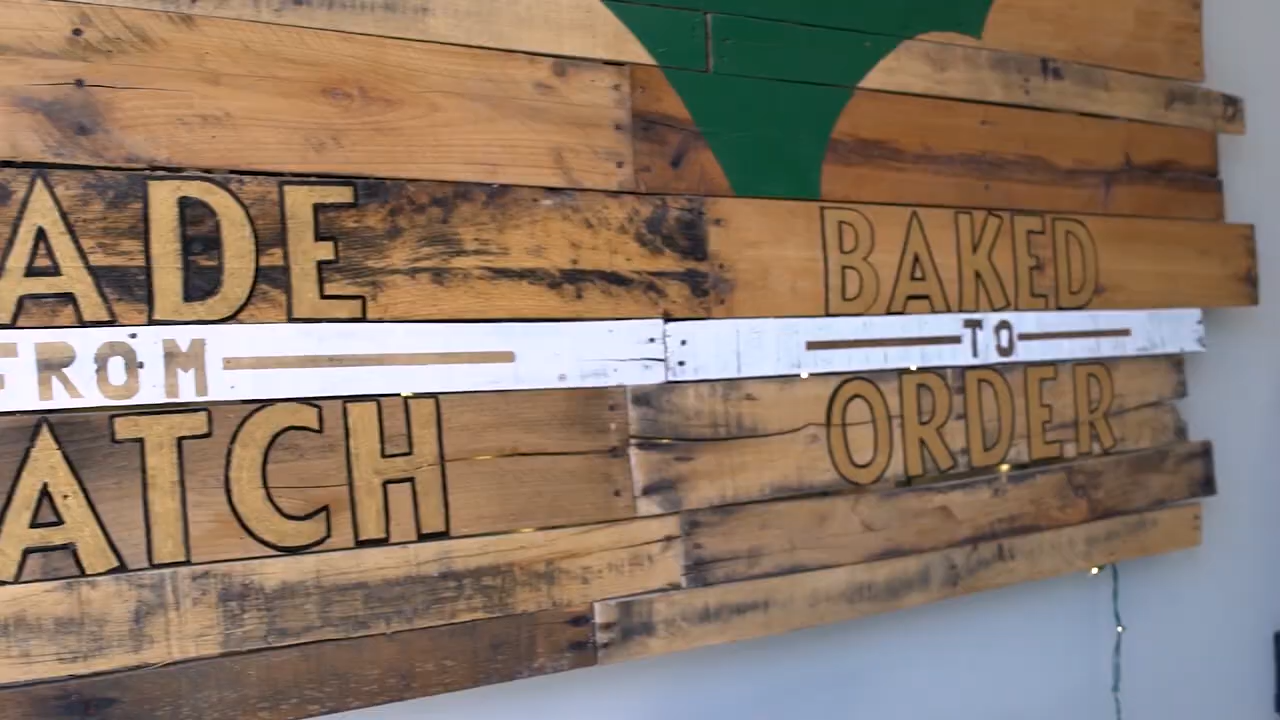 ADE
FROM
ATCH
BAKED
TO
ORDER